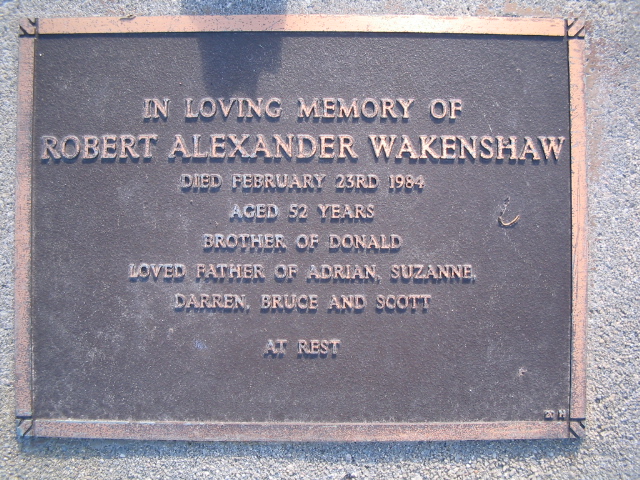 IN LOVING MEMORY OF
ROBERT ALEXANDER WAKENSHAW
DIED FEBRUARY 23RD 1984
AGED 52 YEARS
BROTHER OF DONALD
LOVED FATHER OF ADRIAN, SUZANNE,
DARREN, BRUCE AND SCOTT
AT REST